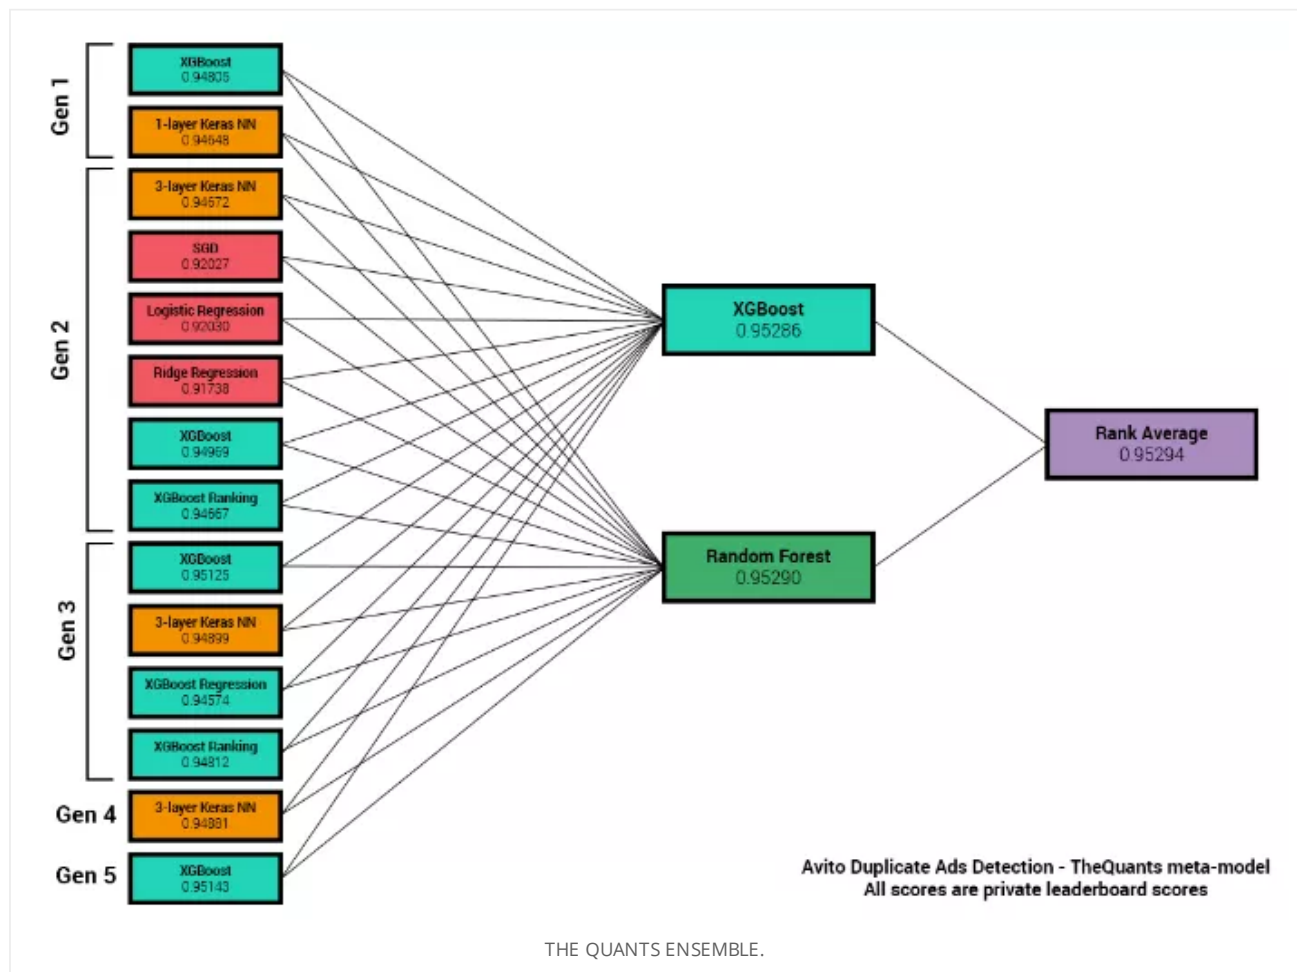 Gen 1
XGBoost
0.94805
1-layer Keras NN
0.94648
Gen 2
3-layer Keras NN
0.94672
SGD
0.92027
Logistic Regression
0.92030
Ridge Regression
0.91738
XGBoost
0.94969
XGBoost Ranking
0.94667
Gen 3
XGBoost
0.95125
3-layer Keras NN
0.94899
XGBoost Regression
0.94574
XGBoost Ranking
0.94812
Gen 4
3-layer Keras NN
0.94881
Gen 5
XGBoost
0.95143
XGBoost
0.95286
Random Forest
0.95290
Rank Average
0.95294
Avito Duplicate Ads Detection - TheQuants meta-model
All scores are private leaderboard scores
THE QUANTS ENSEMBLE.